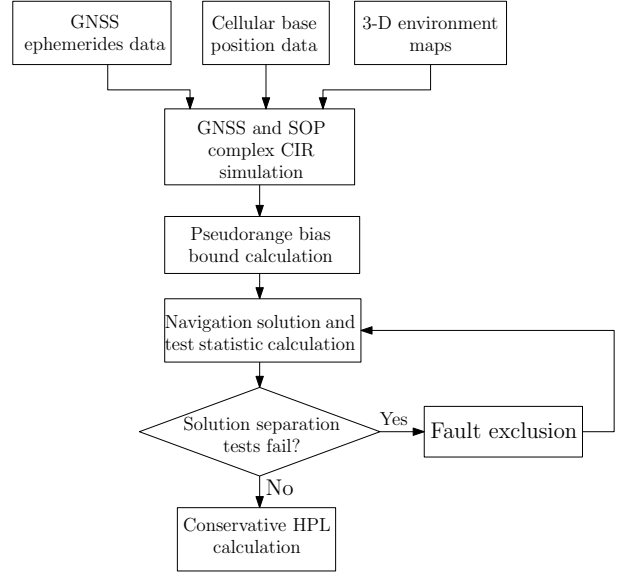 GNSS
ephemerides data
Cellular base
position data
3-D environment
maps
GNSS and SOP
complex CIR
simulation
Pseudorange bias
bound calculation
Navigation solution and
test statistic calculation
Solution separation
tests fail?
Yes
Fault exclusion
No
Conservative HPL
calculation